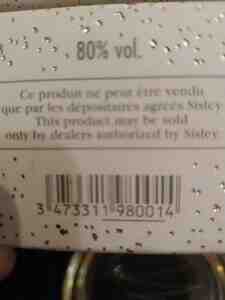 80% vol.
Ce produit ne peut être vendu
que par les dépositaires agréés Sisley
This product may be sold
only by dealers authorized by Sisley.
3 473311 980014